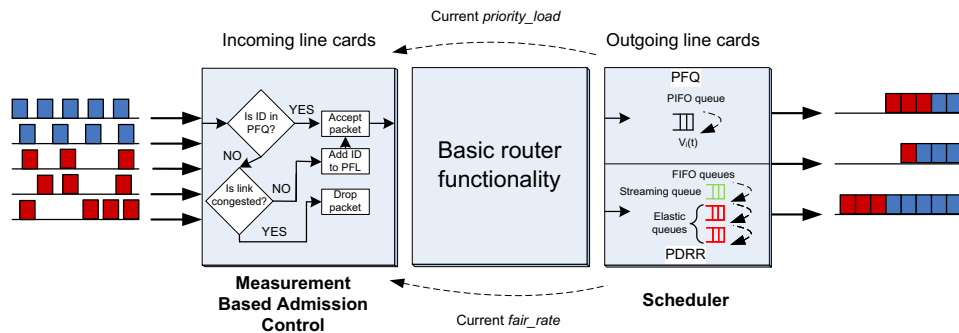 Current priority_load
Incoming line cards
Outgoing line cards
Is ID in
PFQ?
YES
Accept
packet
NO
Add ID
to PFL
Is link
congested?
NO
Drop
packet
YES
Basic router
functionality
PFQ
PIFO queue
Vᵢ(t)
FIFO queues
Streaming queue
Elastic
queues
PDRR
Measurement
Based Admission
Control
Scheduler
Current fair_rate